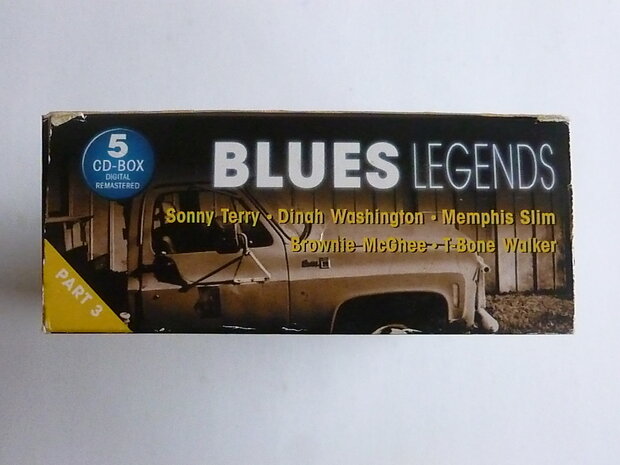 5
CD-BOX
DIGITAL
REMASTERED
BLUES LEGENDS
Sonny Terry • Dinah Washington • Memphis Slim
Brownie McGhee • T-Bone Walker
PART 3